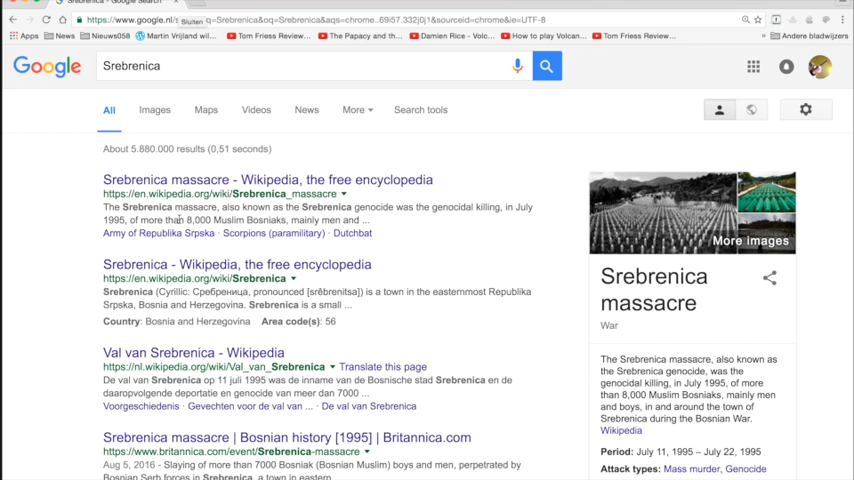 Srebrenica - Google Search
https://www.google.nl/
q=Srebrenica&oq=Srebrenica&aqs=chrome..69i57.332j0j1&sourceid=chrome&ie=UTF-8
Sluiten
Apps News Nieuws058 Martin Vrijland wil... Tom Friess Review... The Papacy and th... Damien Rice - Volc... How to play Volcan... Tom Friess Review... » Andere bladwijzers
Google Srebrenica
All Images Maps Videos News More Search tools
About 5.880.000 results (0,51 seconds)
Srebrenica massacre - Wikipedia, the free encyclopedia
https://en.wikipedia.org/wiki/Srebrenica_massacre
The Srebrenica massacre, also known as the Srebrenica genocide was the genocidal killing, in July
1995, of more than 8,000 Muslim Bosniaks, mainly men and ...
Army of Republika Srpska · Scorpions (paramilitary) · Dutchbat
Srebrenica - Wikipedia, the free encyclopedia
https://en.wikipedia.org/wiki/Srebrenica
Srebrenica (Cyrillic: Сребреница, pronounced [srêbrenitsa]) is a town in the easternmost Republika
Srpska, Bosnia and Herzegovina. Srebrenica is a small ...
Country: Bosnia and Herzegovina Area code(s): 56
Val van Srebrenica - Wikipedia
https://nl.wikipedia.org/wiki/Val_van_Srebrenica Translate this page
De val van Srebrenica op 11 juli 1995 was de inname van de Bosnische stad Srebrenica en de
daaropvolgende deportatie en genocide van meer dan 7000 ...
Voorgeschiedenis · Gevechten voor de val van ... · De val van Srebrenica
Srebrenica massacre | Bosnian history [1995] | Britannica.com
https://www.britannica.com/event/Srebrenica-massacre
Aug 5, 2016 - Slaying of more than 7000 Bosniak (Bosnian Muslim) boys and men, perpetrated by
Bosnian Serb forces in Srebrenica, a town in eastern
More images
Srebrenica
massacre
War
The Srebrenica massacre, also known as
the Srebrenica genocide, was the
genocidal killing, in July 1995, of more
than 8,000 Muslim Bosniaks, mainly men
and boys, in and around the town of
Srebrenica during the Bosnian War.
Wikipedia
Period: July 11, 1995 – July 22, 1995
Attack types: Mass murder, Genocide